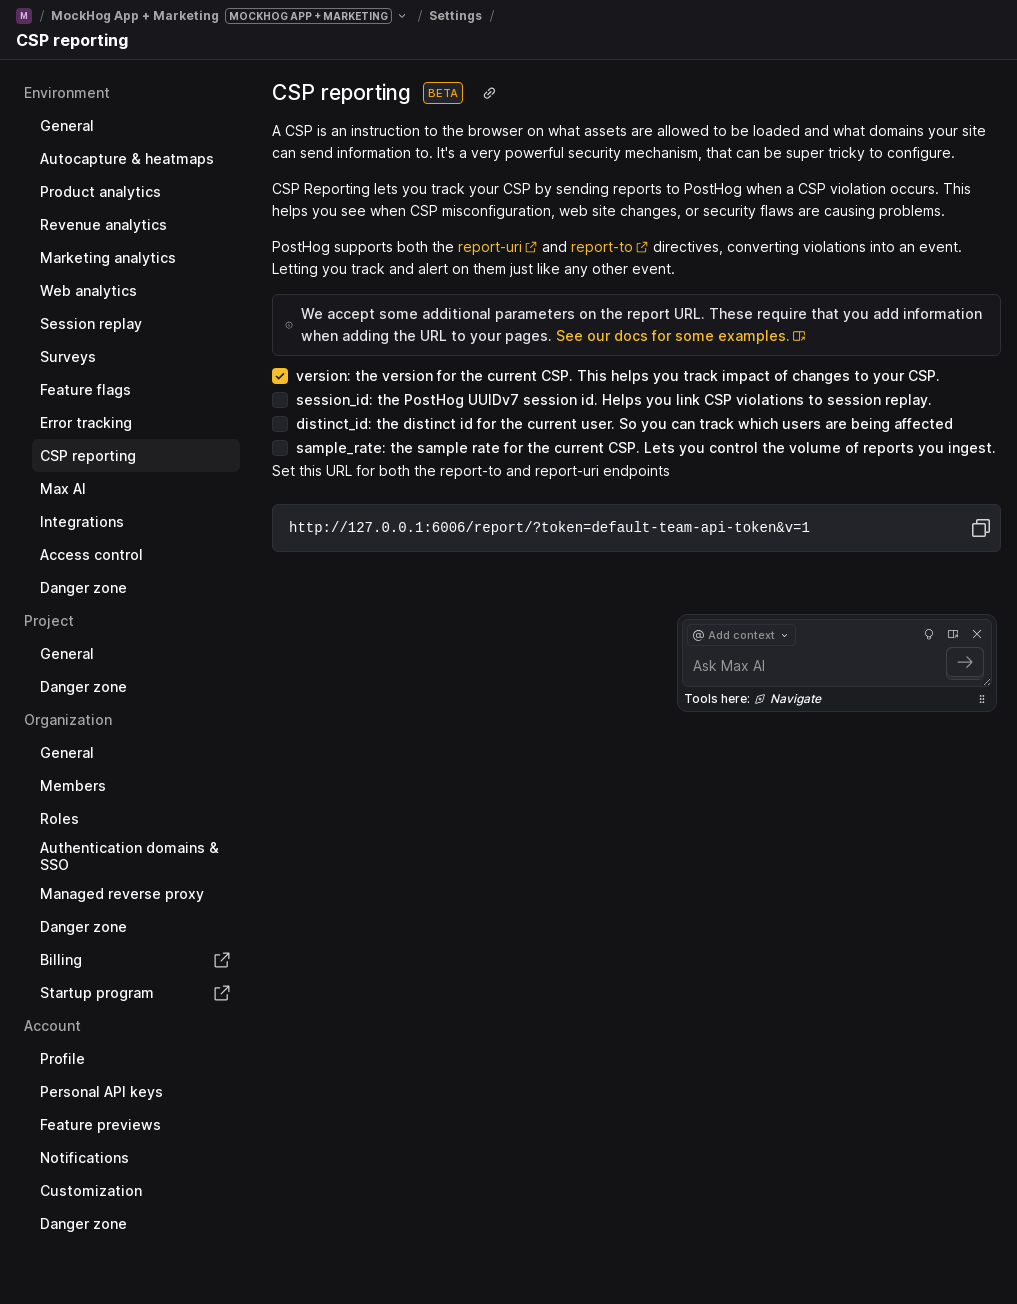 M / MockHog App + Marketing MOCKHOG APP + MARKETING / Settings /
CSP reporting
Environment
General
Autocapture & heatmaps
Product analytics
Revenue analytics
Marketing analytics
Web analytics
Session replay
Surveys
Feature flags
Error tracking
CSP reporting
Max AI
Integrations
Access control
Danger zone
Project
General
Danger zone
Organization
General
Members
Roles
Authentication domains &
SSO
Managed reverse proxy
Danger zone
Billing
Startup program
Account
Profile
Personal API keys
Feature previews
Notifications
Customization
Danger zone
CSP reporting BETA
A CSP is an instruction to the browser on what assets are allowed to be loaded and what domains your site
can send information to. It's a very powerful security mechanism, that can be super tricky to configure.
CSP Reporting lets you track your CSP by sending reports to PostHog when a CSP violation occurs. This
helps you see when CSP misconfiguration, web site changes, or security flaws are causing problems.
PostHog supports both the report-uri and report-to directives, converting violations into an event.
Letting you track and alert on them just like any other event.
We accept some additional parameters on the report URL. These require that you add information
when adding the URL to your pages. See our docs for some examples.
version: the version for the current CSP. This helps you track impact of changes to your CSP.
session_id: the PostHog UUIDv7 session id. Helps you link CSP violations to session replay.
distinct_id: the distinct id for the current user. So you can track which users are being affected
sample_rate: the sample rate for the current CSP. Lets you control the volume of reports you ingest.
Set this URL for both the report-to and report-uri endpoints
http://127.0.0.1:6006/report/?token=default-team-api-token&v=1
@ Add context
Ask Max AI
Tools here: Navigate